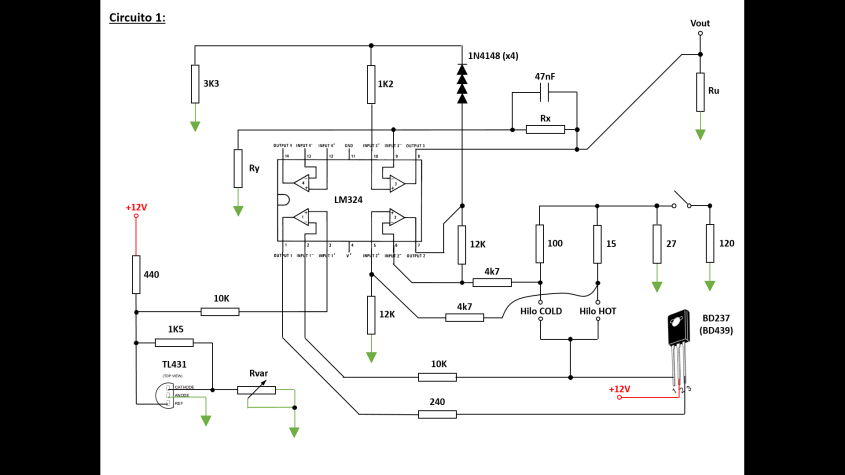 Circuito 1:
Vout
1N4148 (x4)
3K3
1K2
47nF
Ru
Rx
OUTPUT 4 INPUT 4⁻ INPUT 4⁺ GND INPUT 3⁺ INPUT 3⁻ OUTPUT 3
14 13 12 11 10 9 8
Ry
4 3
LM324
+12V
1 2
1 2 3 4 5 6 7
OUTPUT 1 INPUT 1⁻ INPUT 1⁺ V⁺ INPUT 2⁺ INPUT 2⁻ OUTPUT 2
12K
100
15
27
120
440
4k7
10K
4k7
12K
Hilo COLD
Hilo HOT
BD237
(BD439)
1K5
TL431
(TOP VIEW)
Rvar
10K
CATHODE
ANODE
REF
+12V
1 2 3
240